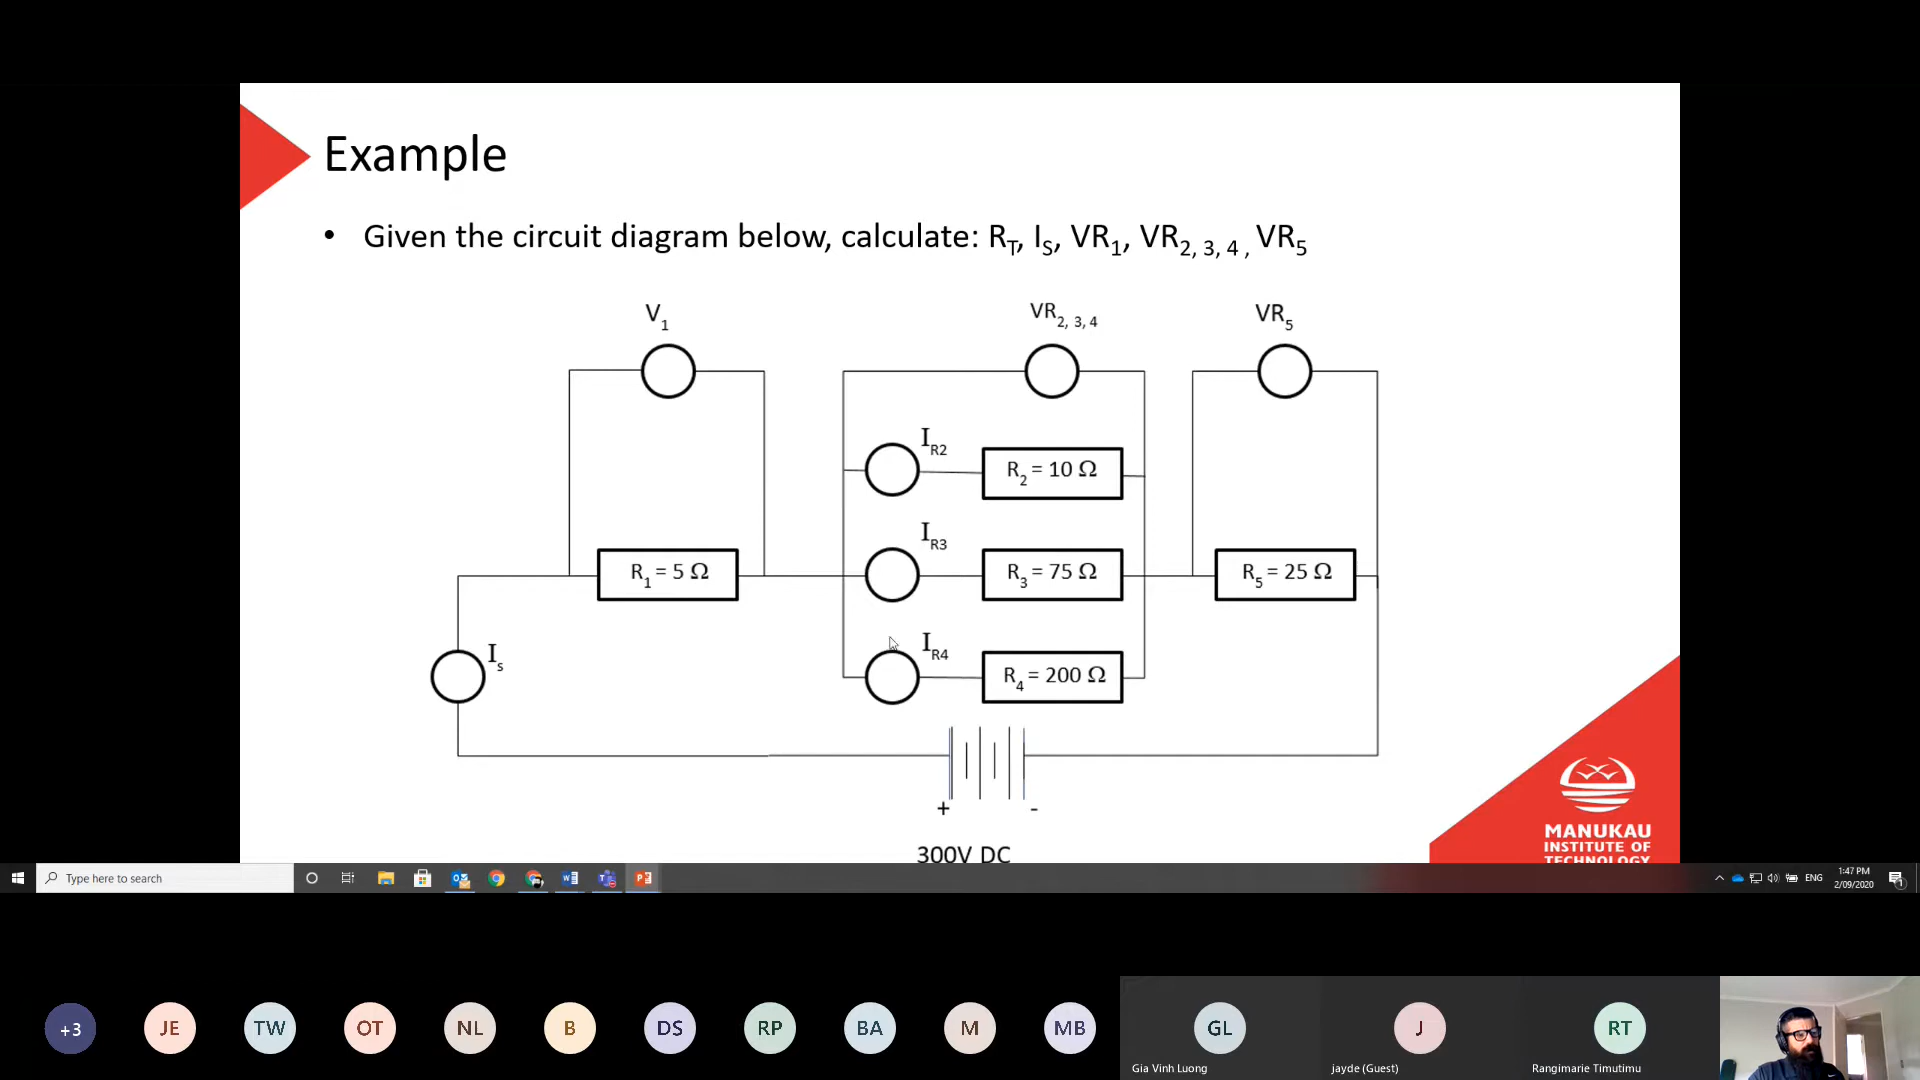 Example
• Given the circuit diagram below, calculate: R_T, I_S, VR_1, VR_2, 3, 4 , VR_5
V_1
VR_2, 3, 4
VR_5
I_R2
R_2 = 10 Ω
I_R3
R_1 = 5 Ω
R_3 = 75 Ω
R_5 = 25 Ω
I_s
I_R4
R_4 = 200 Ω
+ -
300V DC
MANUKAU
INSTITUTE OF
TECHNOLOGY
Type here to search
ENG
1:47 PM
2/09/2020
1
+3
JE
TW
OT
NL
B
DS
RP
BA
M
MB
GL
J
RT
Gia Vinh Luong
jayde (Guest)
Rangimarie Timutimu